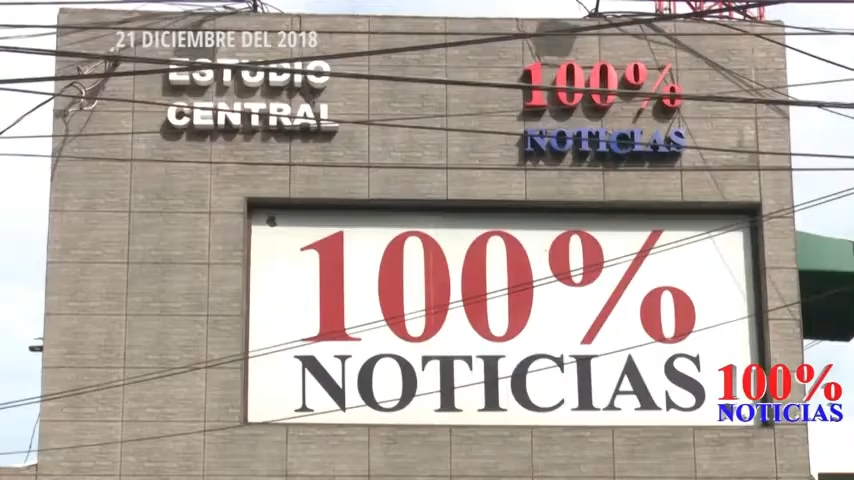 21 DICIEMBRE DEL 2018
ESTUDIO
CENTRAL
100%
NOTICIAS
100%
NOTICIAS
100%
NOTICIAS